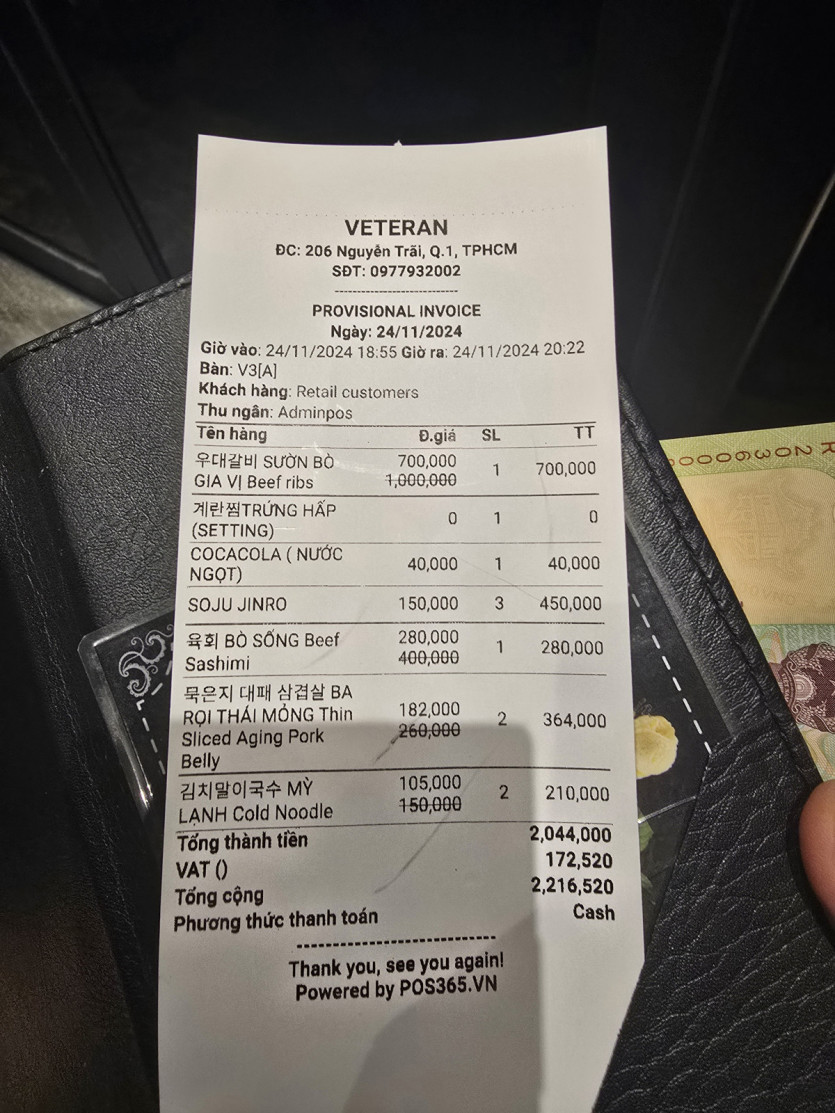 VETERAN
ĐC: 206 Nguyễn Trãi, Q.1, TPHCM
SĐT: 0977932002
PROVISIONAL INVOICE
Ngày: 24/11/2024
Giờ vào: 24/11/2024 18:55 Giờ ra: 24/11/2024 20:22
Bàn: V3[A]
Khách hàng: Retail customers
Thu ngân: Adminpos
Tên hàng Đ.giá SL TT
우대갈비 SƯỜN BÒ 700,000 1 700,000
GIA VỊ Beef ribs 1,000,000
계란찜TRỨNG HẤP 0 1 0
(SETTING)
COCACOLA ( NƯỚC 40,000 1 40,000
NGỌT)
SOJU JINRO 150,000 3 450,000
육회 BÒ SỐNG Beef 280,000 1 280,000
Sashimi 400,000
묵은지 대패 삼겹살 BA
RỌI THÁI MỎNG Thin 182,000 2 364,000
Sliced Aging Pork 260,000
Belly
김치말이국수 MỲ 105,000 2 210,000
LẠNH Cold Noodle 150,000
Tổng thành tiền 2,044,000
VAT () 172,520
Tổng cộng 2,216,520
Phương thức thanh toán Cash
Thank you, see you again!
Powered by POS365.VN